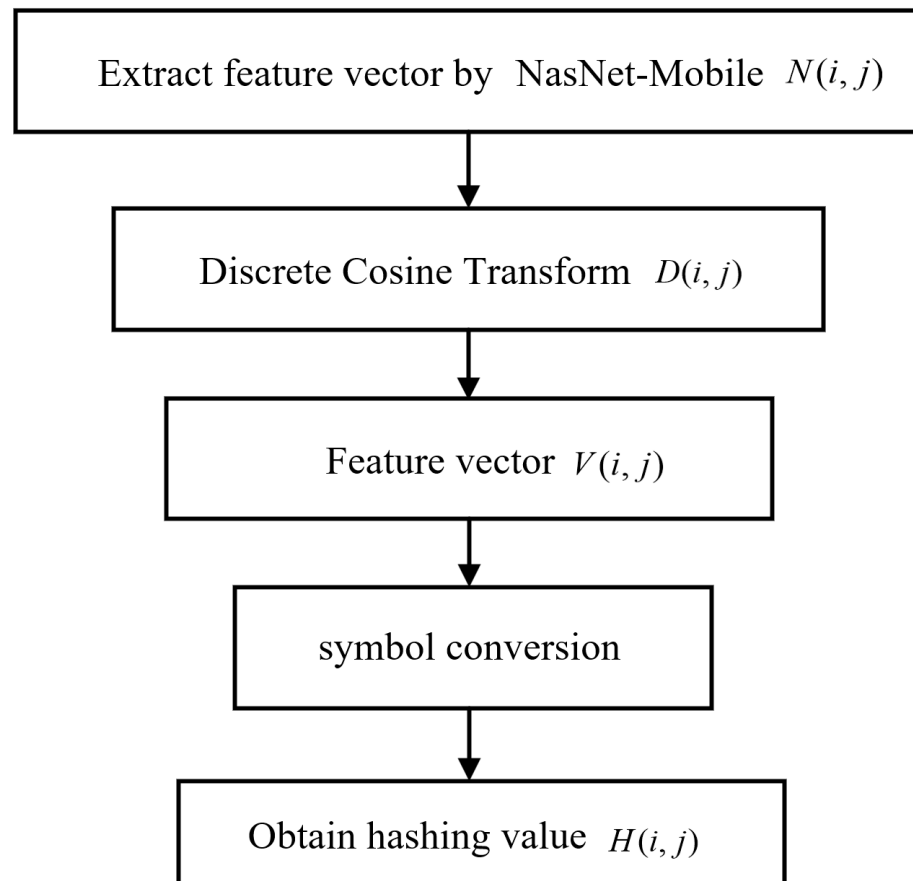 Extract feature vector by NasNet-Mobile N(i, j)
Discrete Cosine Transform D(i, j)
Feature vector V(i, j)
symbol conversion
Obtain hashing value H(i, j)